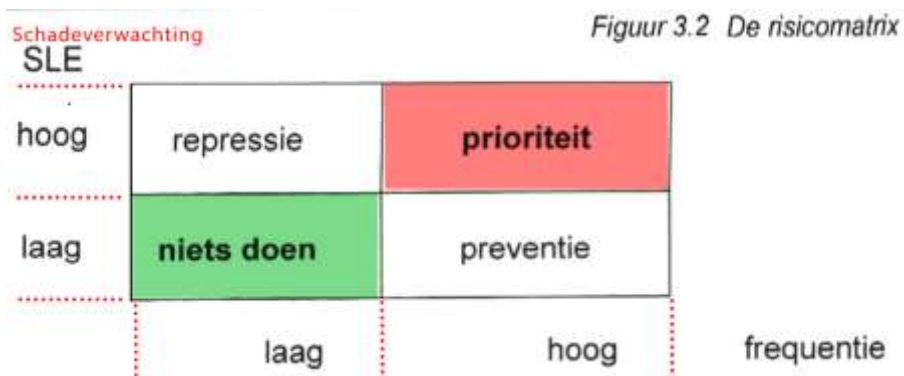 Figuur 3.2 De risicomatrix
Schadeverwachting
SLE
hoog repressie prioriteit
laag niets doen preventie
laag hoog frequentie